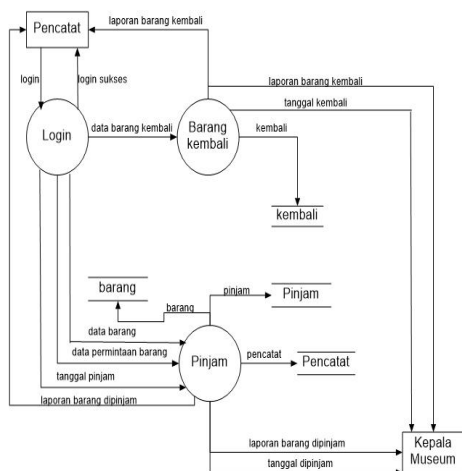 Pencatat
laporan barang kembali
login
login sukses
laporan barang kembali
tanggal kembali
Login
data barang kembali
Barang
kembali
kembali
kembali
barang
pinjam
Pinjam
barang
data barang
data permintaan barang
Pinjam
pencatat
Pencatat
tanggal pinjam
laporan barang dipinjam
laporan barang dipinjam
Kepala
Museum
tanggal dipinjam